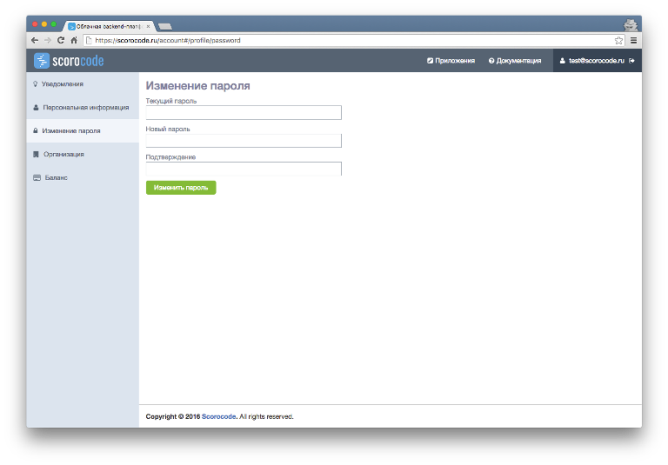 Облачная backend-плат
https://scorocode.ru/account#/profile/password
scorocode
Приложения
Документация
test@scorocode.ru
Уведомления
Персональная информация
Изменение пароля
Организация
Баланс
Изменение пароля
Текущий пароль
Новый пароль
Подтверждение
Изменить пароль
Copyright © 2016 Scorocode. All rights reserved.